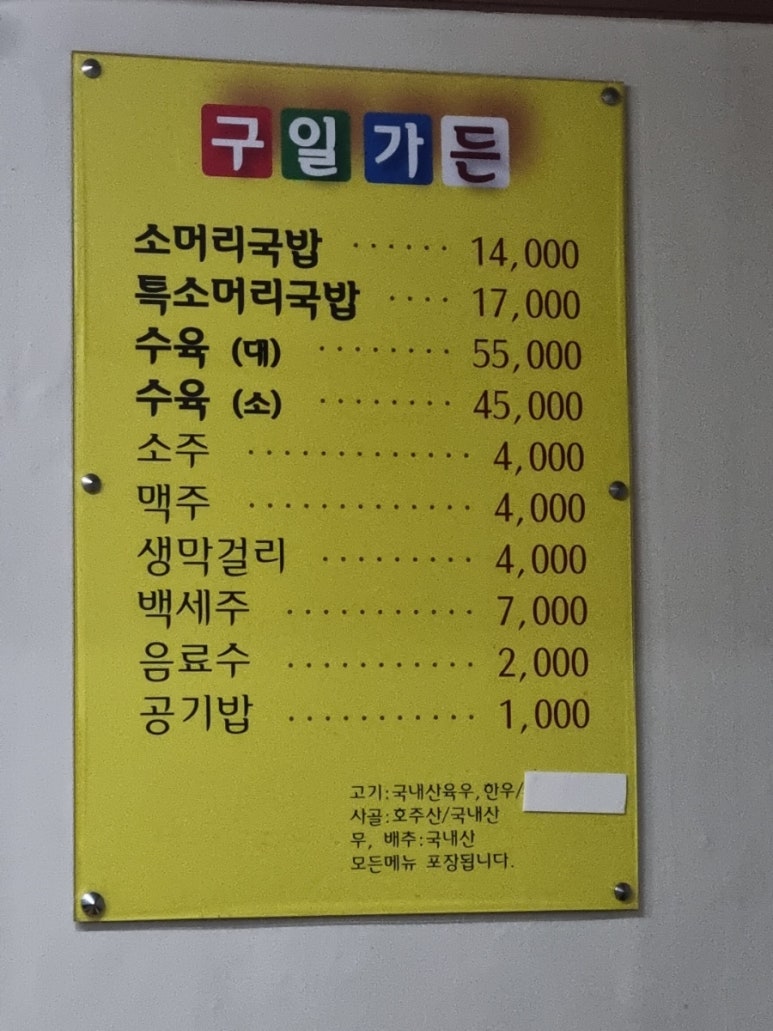 구일가든
소머리국밥 ······ 14,000
특소머리국밥 ···· 17,000
수육 (대) ········ 55,000
수육 (소) ········ 45,000
소주 ············· 4,000
맥주 ············· 4,000
생막걸리 ········· 4,000
백세주 ··········· 7,000
음료수 ··········· 2,000
공기밥 ··········· 1,000
고기:국내산육우,한우/
사골:호주산/국내산
무, 배추:국내산
모든메뉴 포장됩니다.